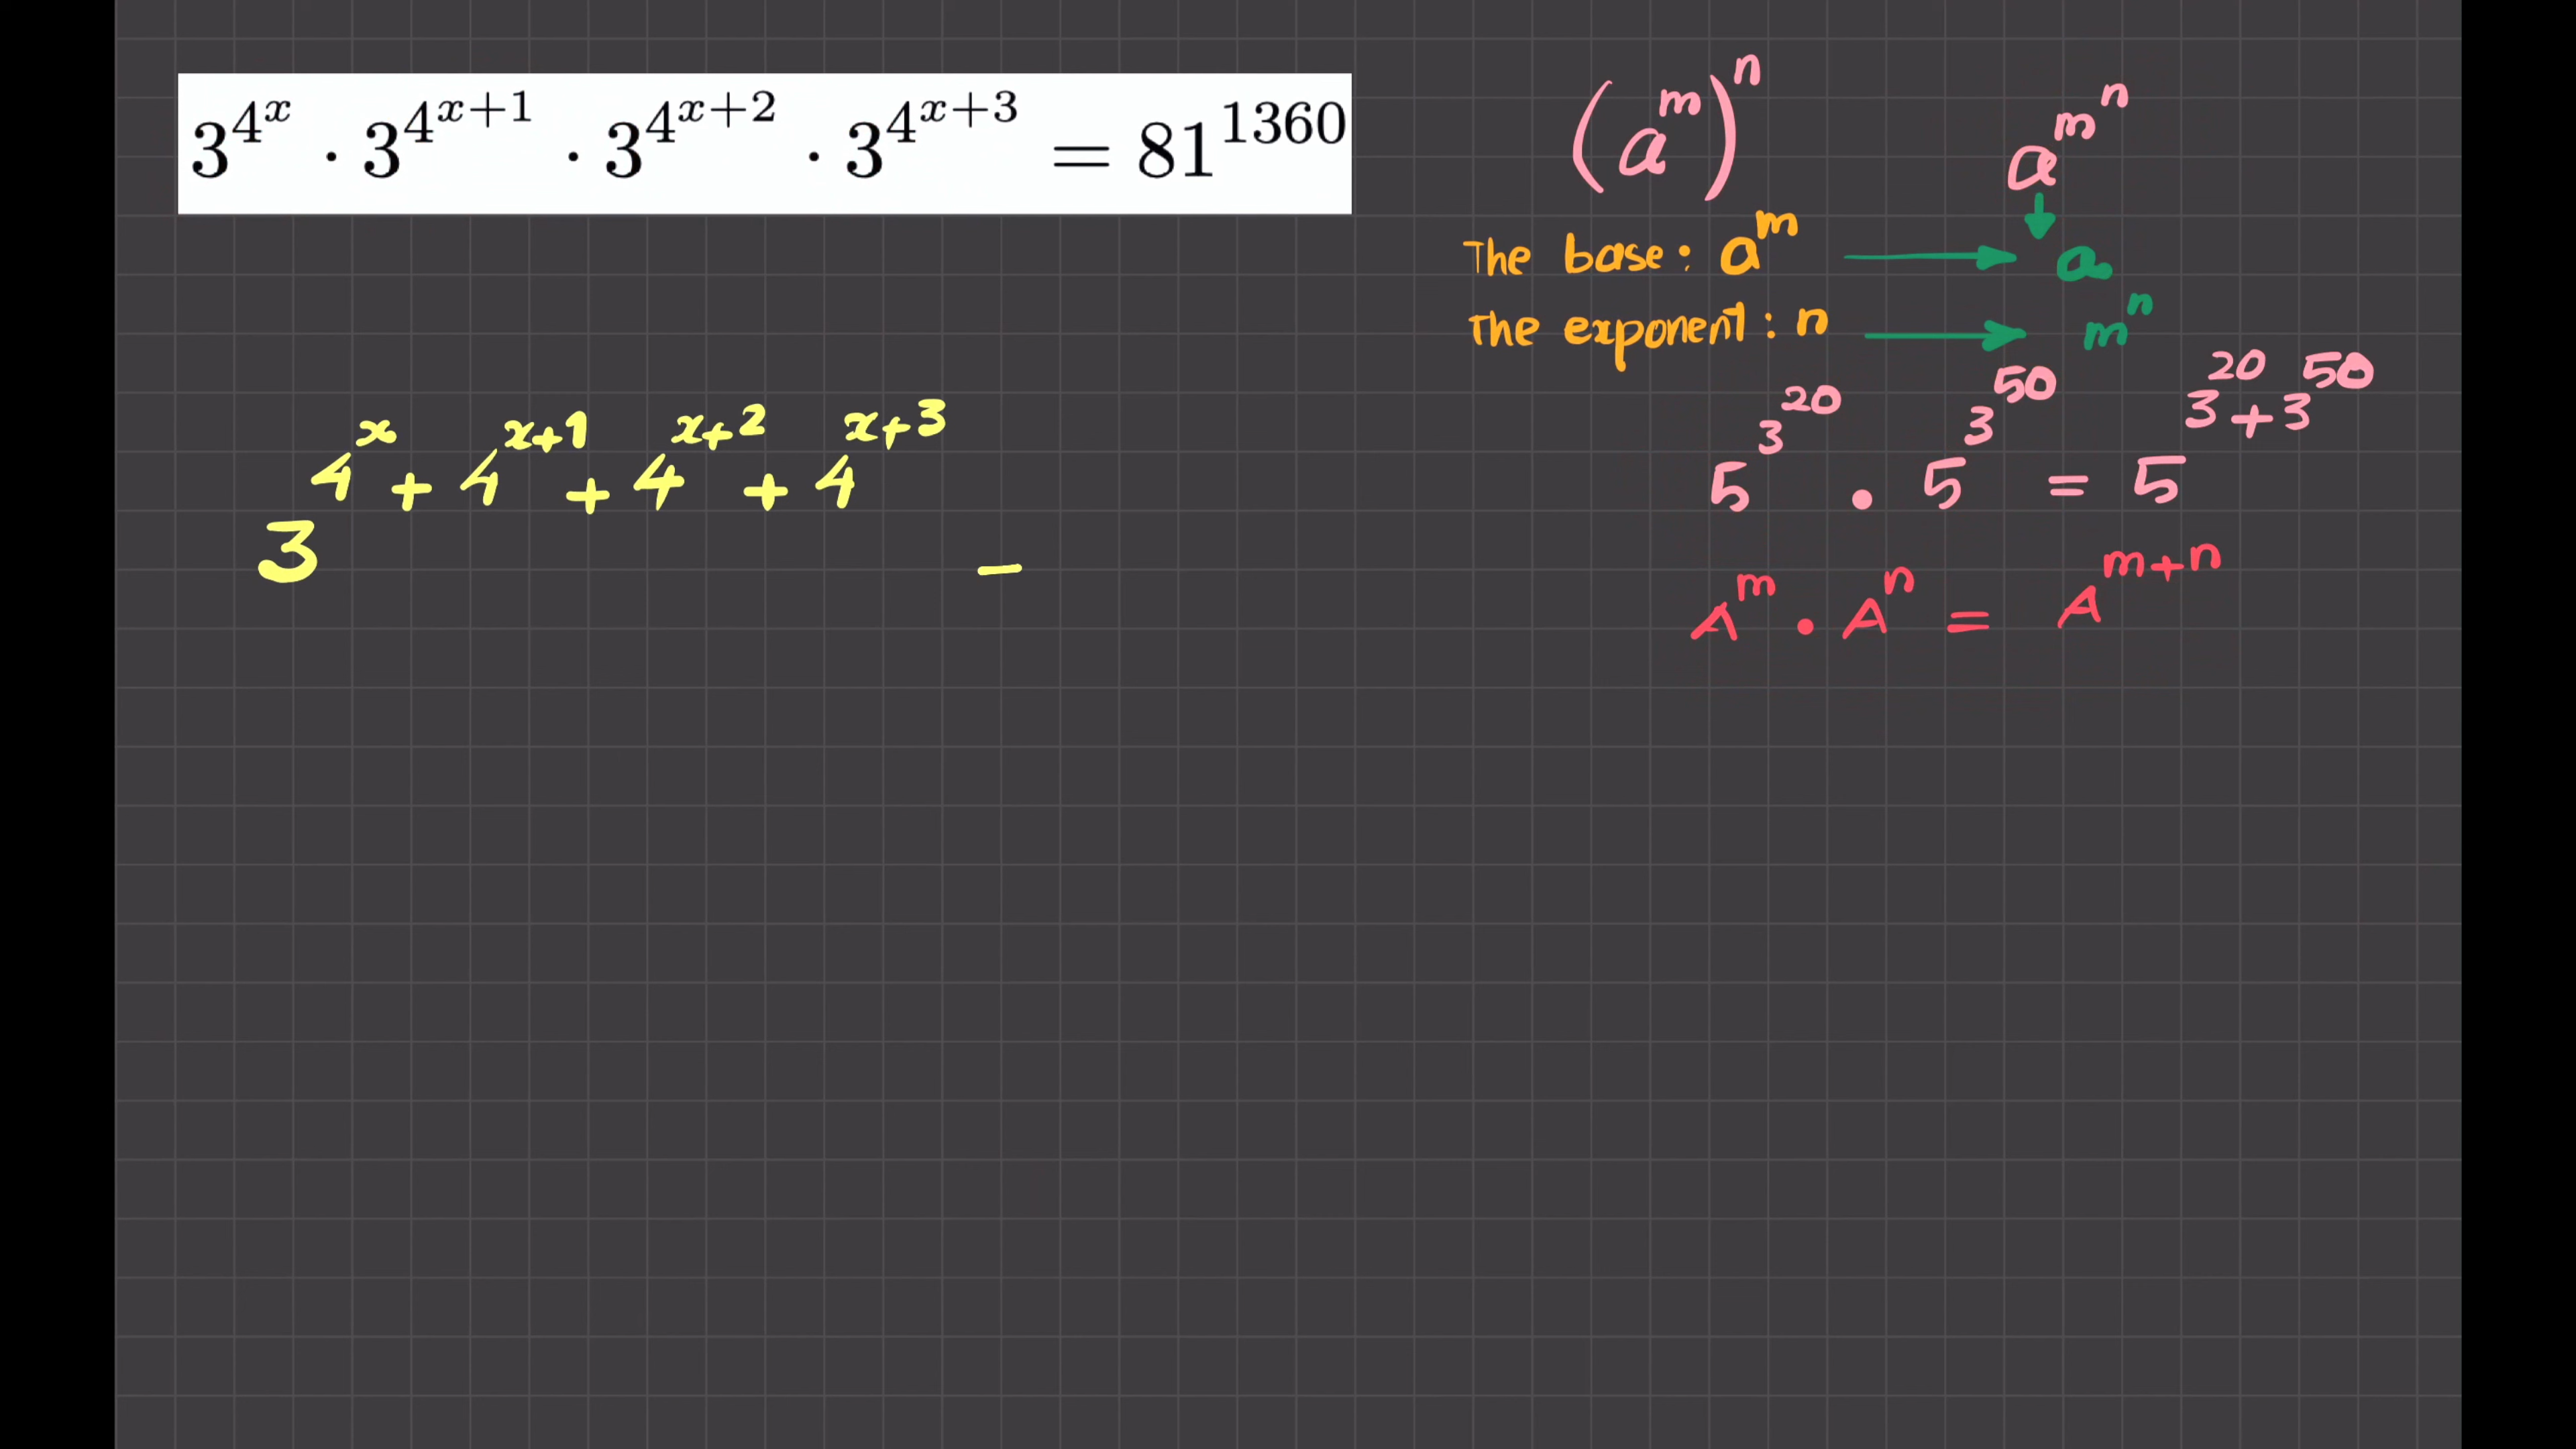 3^{4^x} · 3^{4^{x+1}} · 3^{4^{x+2}} · 3^{4^{x+3}} = 81^{1360}
3^{4^x + 4^{x+1} + 4^{x+2} + 4^{x+3}} –
(a^m)^n a^{m^n}
The base: a^m → a
The exponent: n → m^n
5^{3^{20}} · 5^{3^{50}} = 5^{3^{20} + 3^{50}}
A^m · A^n = A^{m+n}